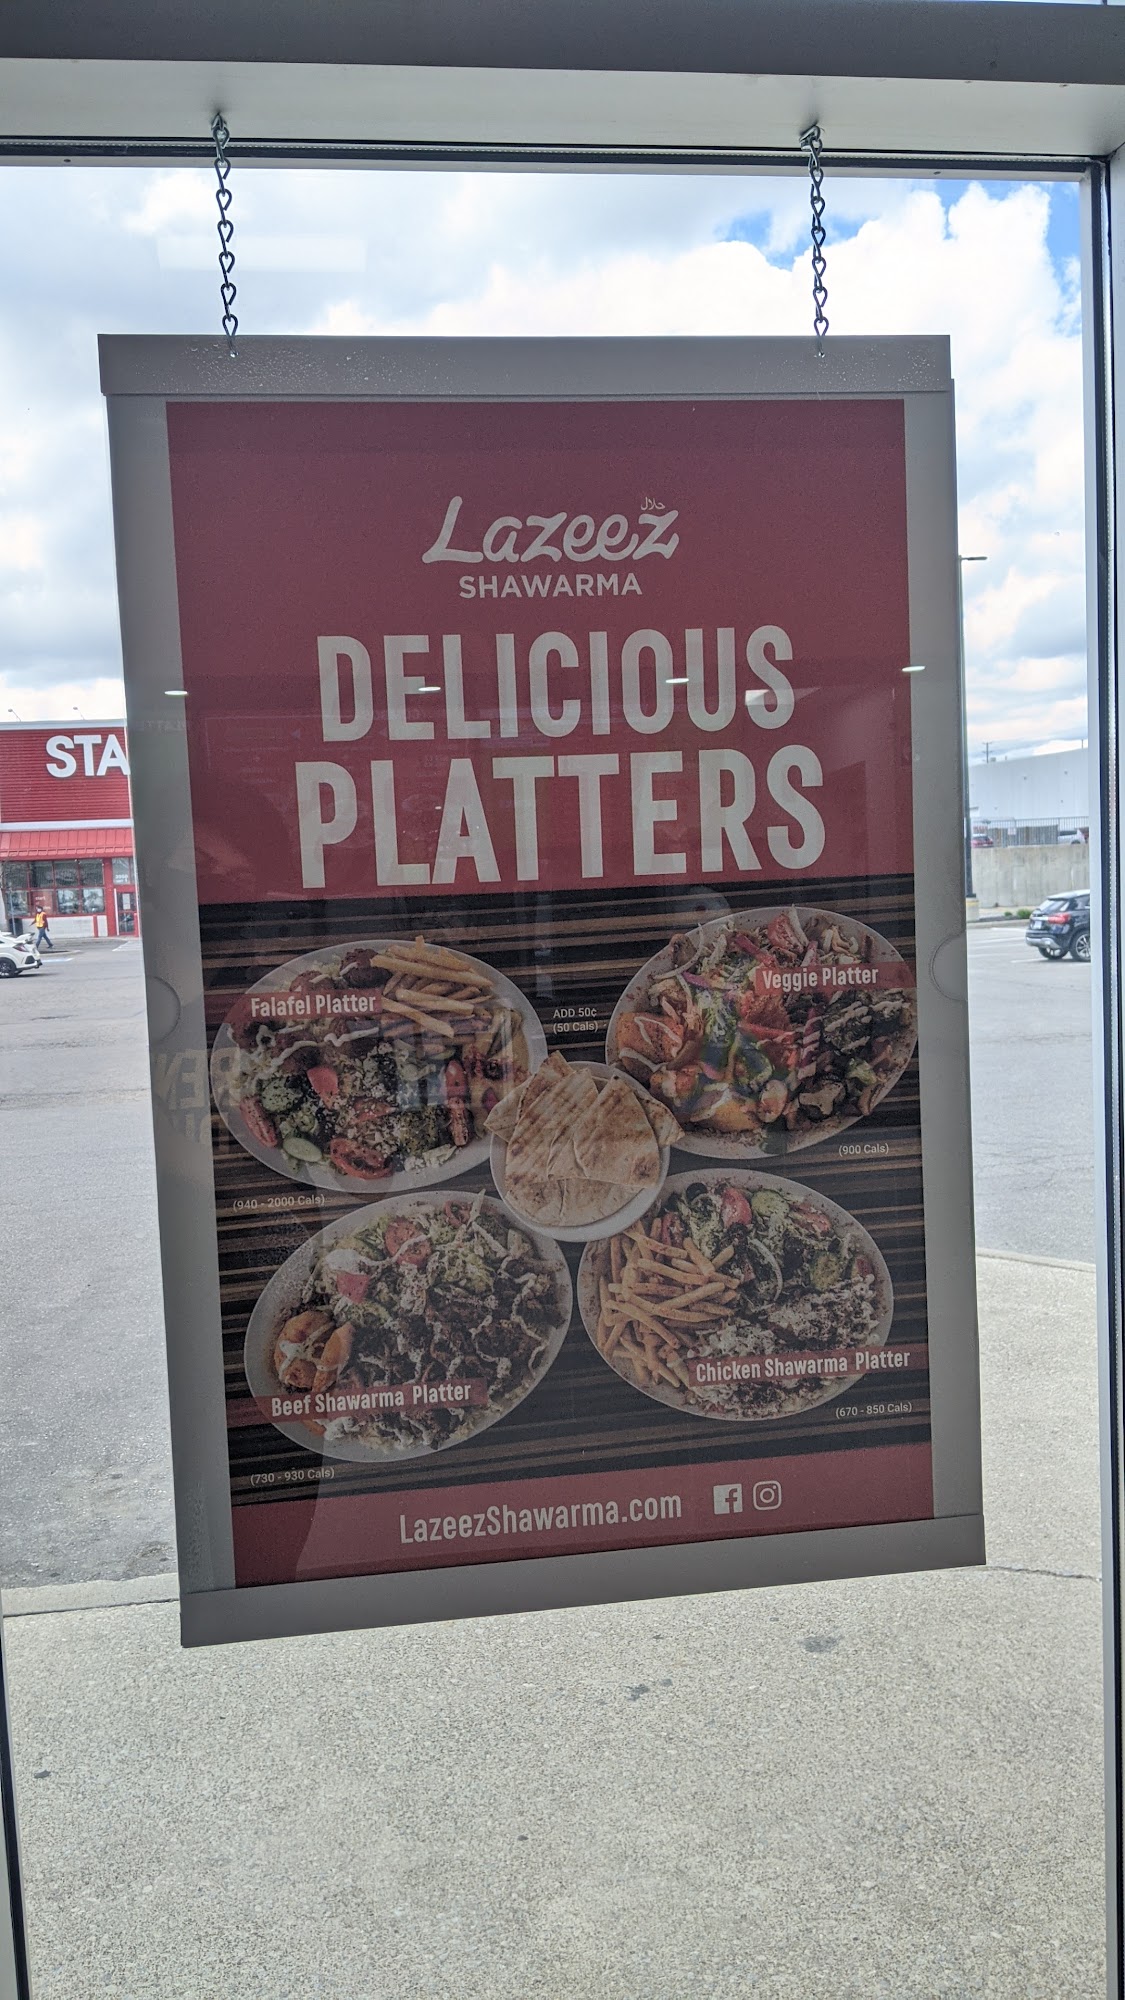 حلال
Lazeez
SHAWARMA
DELICIOUS
PLATTERS
STA
Falafel Platter
ADD 50¢
(50 Cals)
Veggie Platter
(940 - 2000 Cals)
(900 Cals)
Beef Shawarma Platter
Chicken Shawarma Platter
(730 - 930 Cals)
(670 - 850 Cals)
LazeezShawarma.com